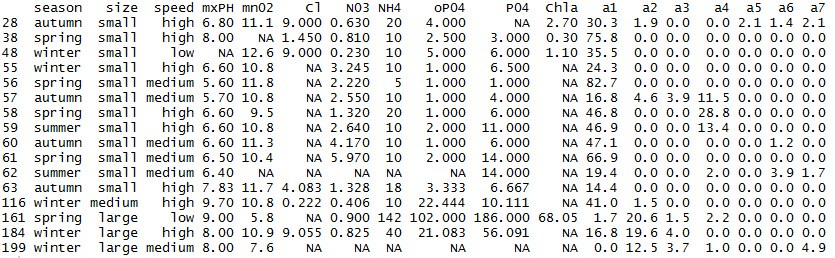 season size speed mxPH mnO2 Cl NO3 NH4 oPO4 PO4 Chla a1 a2 a3 a4 a5 a6 a7
28 autumn small high 6.80 11.1 9.000 0.630 20 4.000 NA 2.70 30.3 1.9 0.0 0.0 2.1 1.4 2.1
38 spring small high 8.00 NA 1.450 0.810 10 2.500 3.000 0.30 75.8 0.0 0.0 0.0 0.0 0.0 0.0
48 winter small low NA 12.6 9.000 0.230 10 5.000 6.000 1.10 35.5 0.0 0.0 0.0 0.0 0.0 0.0
55 winter small high 6.60 10.8 NA 3.245 10 1.000 6.500 NA 24.3 0.0 0.0 0.0 0.0 0.0 0.0
56 spring small medium 5.60 11.8 NA 2.220 5 1.000 1.000 NA 82.7 0.0 0.0 0.0 0.0 0.0 0.0
57 autumn small medium 5.70 10.8 NA 2.550 10 1.000 4.000 NA 16.8 4.6 3.9 11.5 0.0 0.0 0.0
58 spring small high 6.60 9.5 NA 1.320 20 1.000 6.000 NA 46.8 0.0 0.0 28.8 0.0 0.0 0.0
59 summer small high 6.60 10.8 NA 2.640 10 2.000 11.000 NA 46.9 0.0 0.0 13.4 0.0 0.0 0.0
60 autumn small medium 6.60 11.3 NA 4.170 10 1.000 6.000 NA 47.1 0.0 0.0 0.0 0.0 1.2 0.0
61 spring small medium 6.50 10.4 NA 5.970 10 2.000 14.000 NA 66.9 0.0 0.0 0.0 0.0 0.0 0.0
62 summer small medium 6.40 NA NA NA NA NA 14.000 NA 19.4 0.0 0.0 2.0 0.0 3.9 1.7
63 autumn small high 7.83 11.7 4.083 1.328 18 3.333 6.667 NA 14.4 0.0 0.0 0.0 0.0 0.0 0.0
116 winter medium high 9.70 10.8 0.222 0.406 10 22.444 10.111 NA 41.0 1.5 0.0 0.0 0.0 0.0 0.0
161 spring large low 9.00 5.8 NA 0.900 142 102.000 186.000 68.05 1.7 20.6 1.5 2.2 0.0 0.0 0.0
184 winter large high 8.00 10.9 9.055 0.825 40 21.083 56.091 NA 16.8 19.6 4.0 0.0 0.0 0.0 0.0
199 winter large medium 8.00 7.6 NA NA NA NA NA NA 0.0 12.5 3.7 1.0 0.0 0.0 4.9